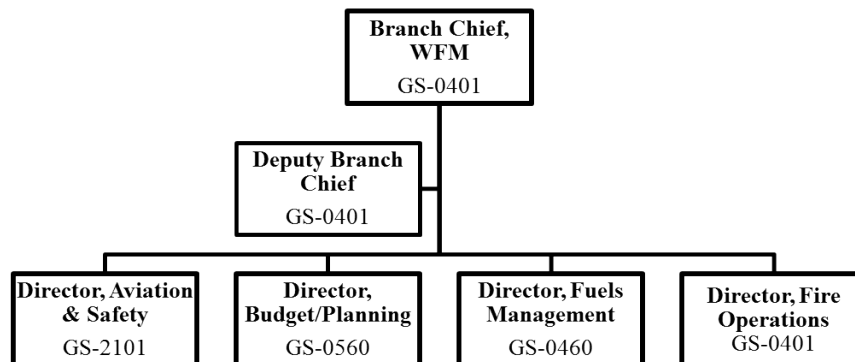 Branch Chief,
WFM
GS-0401
Deputy Branch
Chief
GS-0401
Director, Aviation
& Safety
GS-2101
Director,
Budget/Planning
GS-0560
Director, Fuels
Management
GS-0460
Director, Fire
Operations
GS-0401